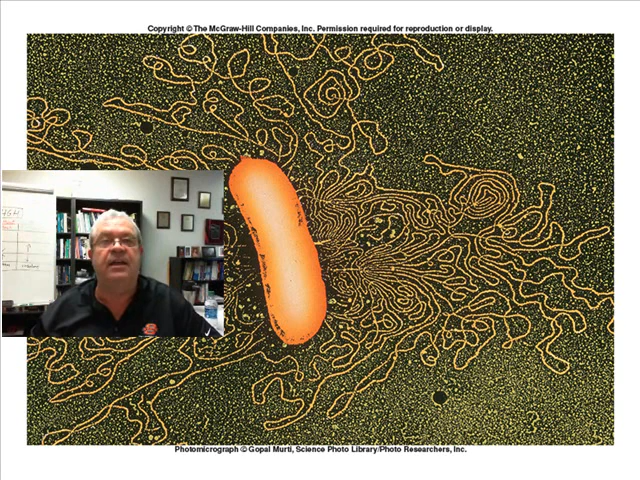 Copyright © The McGraw-Hill Companies, Inc. Permission required for reproduction or display.
Photomicrograph © Gopal Murti, Science Photo Library/Photo Researchers, Inc.